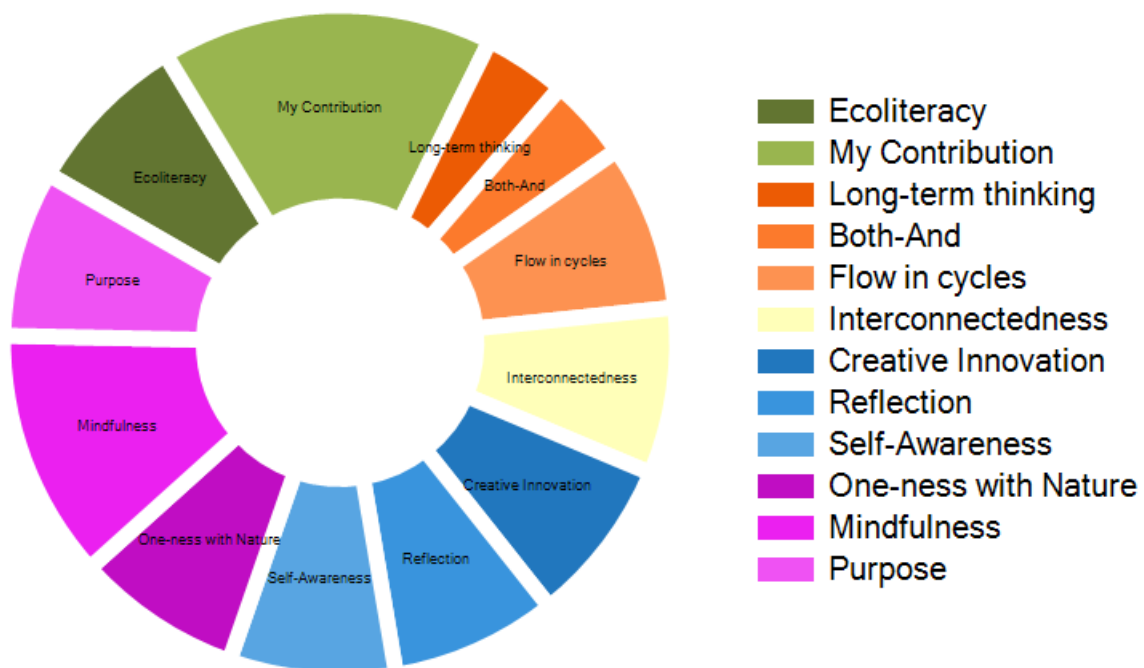 My Contribution
Long-term thinking
Both-And
Ecoliteracy
Flow in cycles
Purpose
Interconnectedness
Mindfulness
Creative Innovation
One-ness with Nature
Reflection
Self-Awareness
Ecoliteracy
My Contribution
Long-term thinking
Both-And
Flow in cycles
Interconnectedness
Creative Innovation
Reflection
Self-Awareness
One-ness with Nature
Mindfulness
Purpose